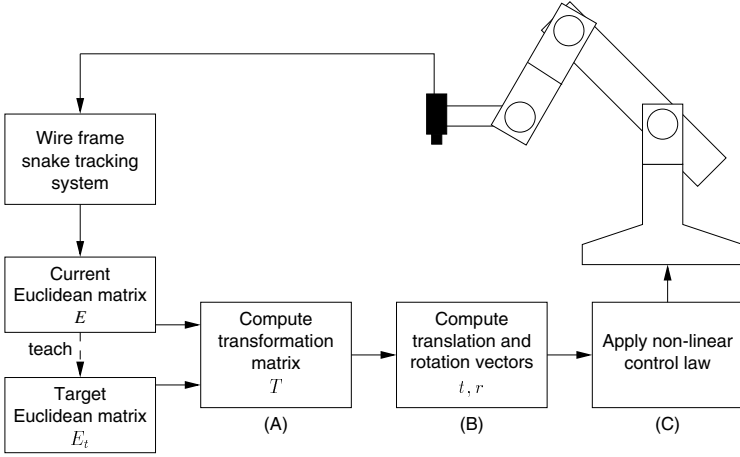 Wire frame
snake tracking
system
Current
Euclidean matrix
E
teach
Target
Euclidean matrix
E_t
Compute
transformation
matrix
T
(A)
Compute
translation and
rotation vectors
t, r
(B)
Apply non-linear
control law
(C)